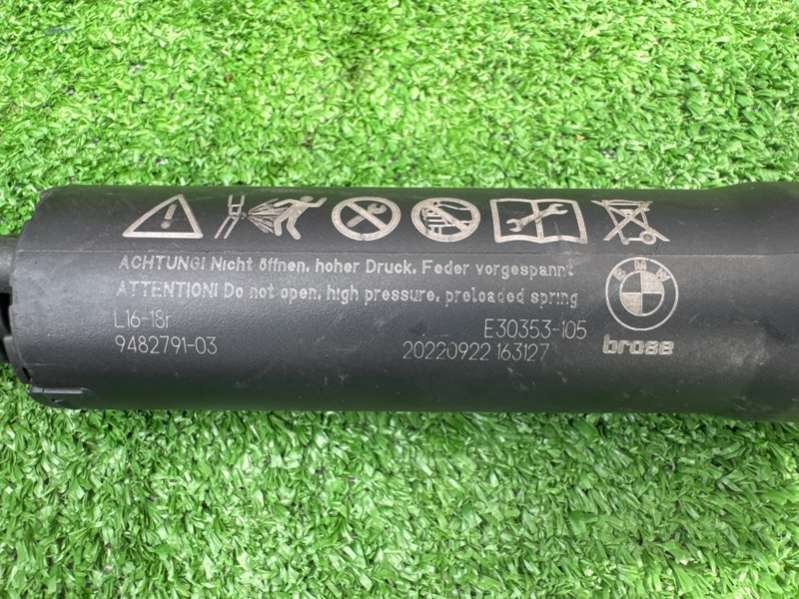 ACHTUNG! Nicht öffnen, hoher Druck, Feder vorgespannt
ATTENTION! Do not open, high pressure, preloaded spring
L16-18r
E30353-105
9482791-03
20220922 163127
BMW
brose